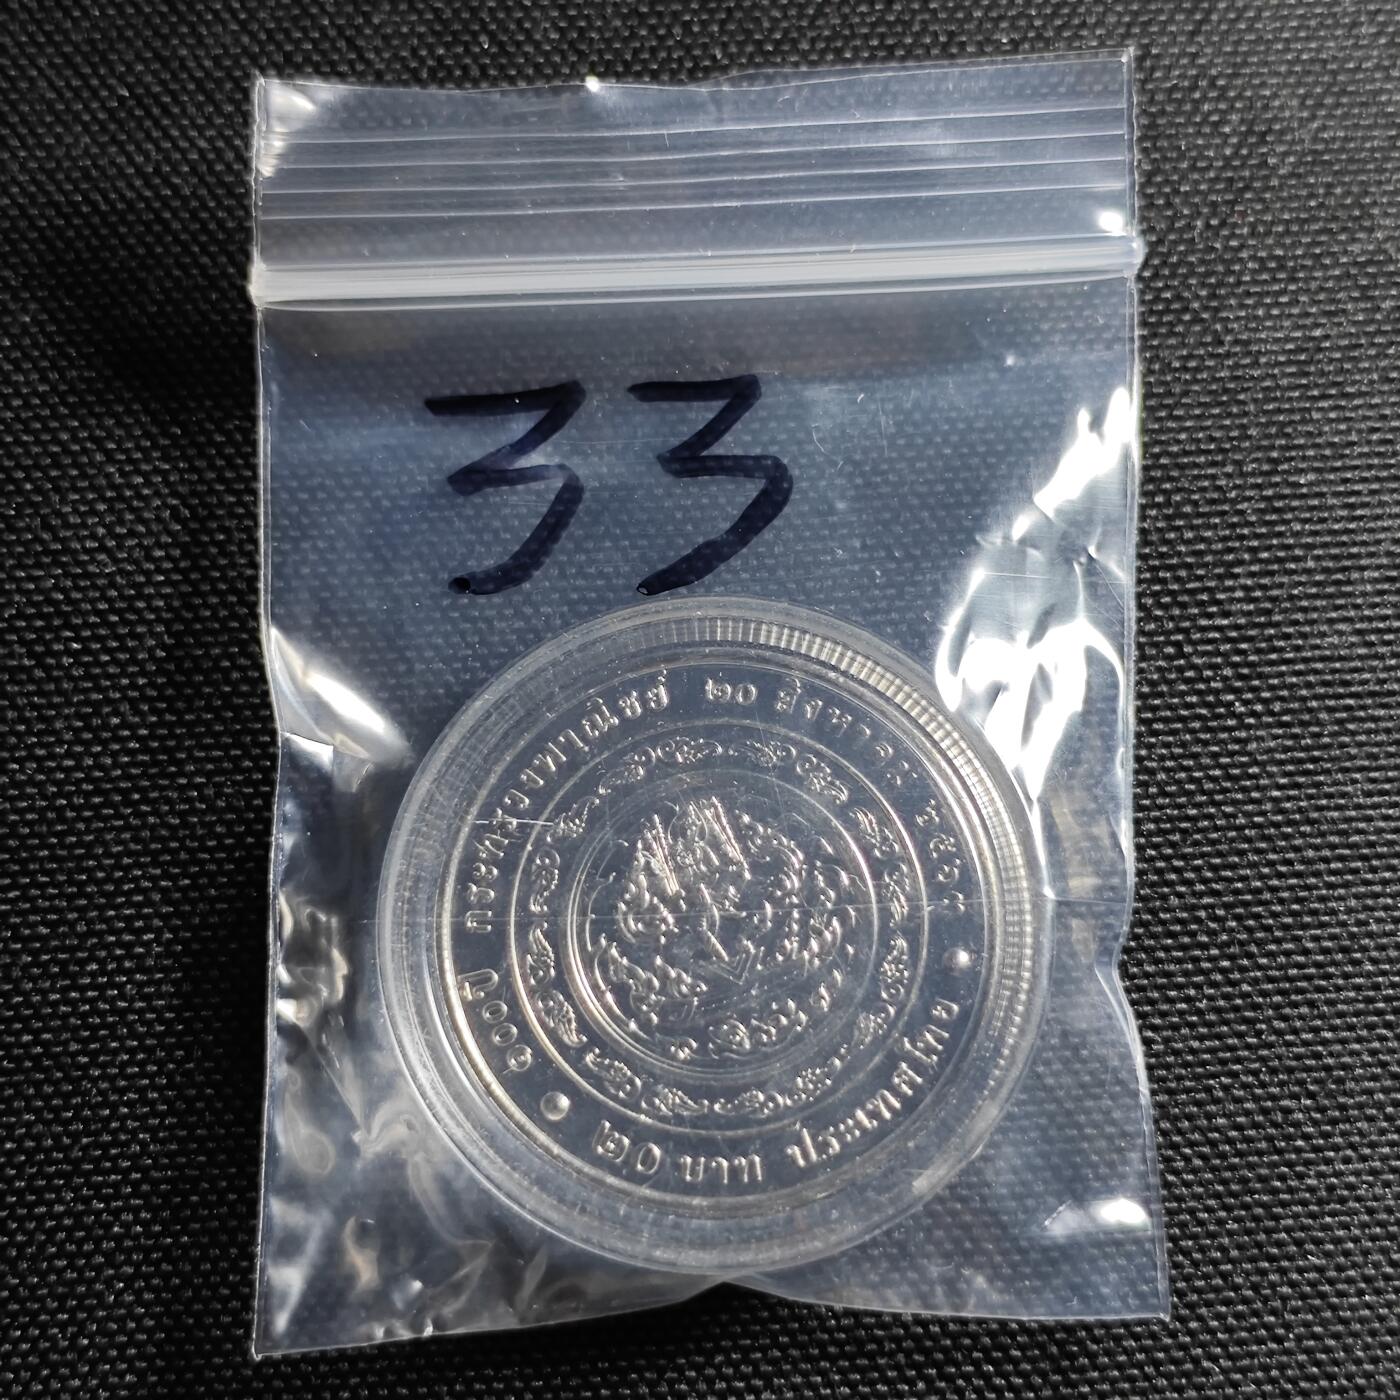 33
๑๐๐ ปี กระทรวงพาณิชย์ ๒๐ สิงหาคม ๒๕๖๓
๒๐ บาท ประเทศไทย